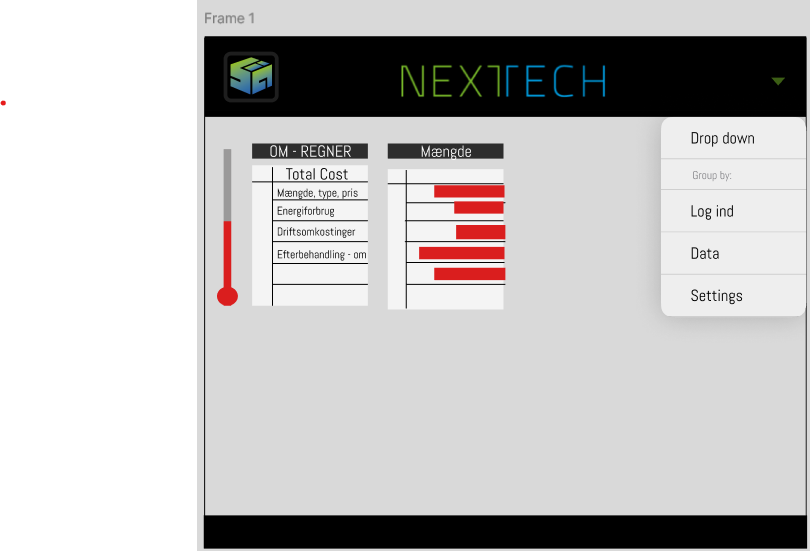 Frame 1
NEXTTECH
Drop down
Group by:
Log ind
Data
Settings
OM - REGNER
Total Cost
Mængde, type, pris
Energiforbrug
Driftsomkostinger
Efterbehandling - om
Mængde